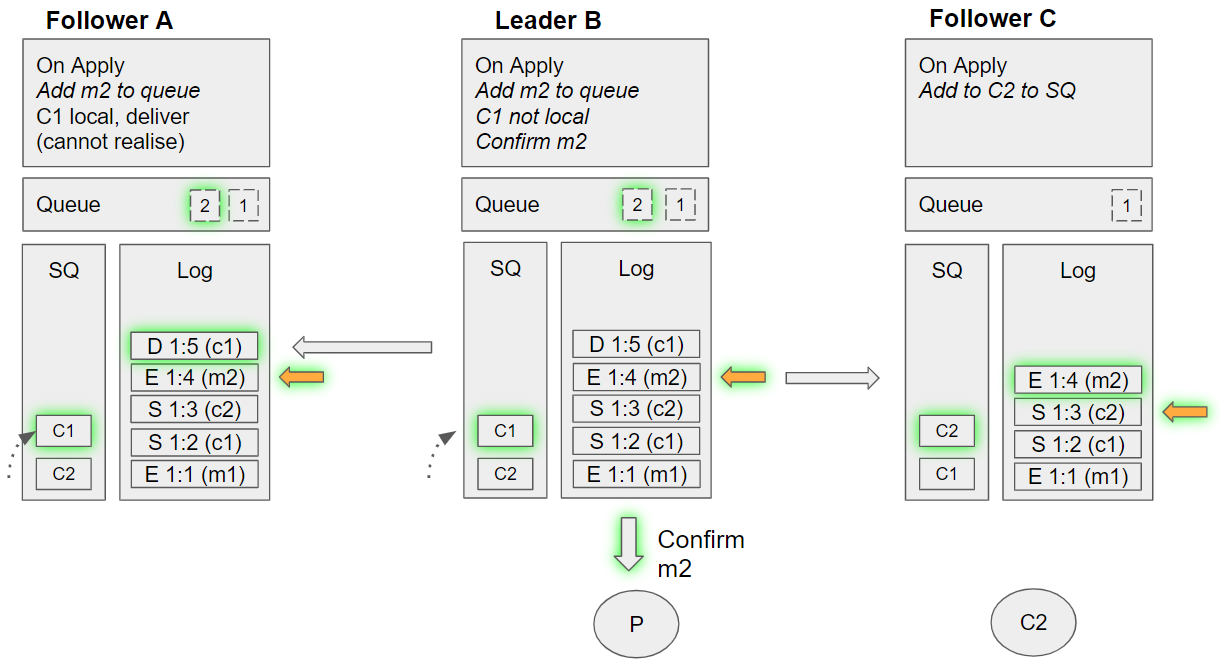 Follower A
On Apply
Add m2 to queue
C1 local, deliver
(cannot realise)
Queue
2
1
SQ
Log
D 1:5 (c1)
E 1:4 (m2)
S 1:3 (c2)
C1
S 1:2 (c1)
C2
E 1:1 (m1)
Leader B
On Apply
Add m2 to queue
C1 not local
Confirm m2
Queue
2
1
SQ
Log
D 1:5 (c1)
E 1:4 (m2)
S 1:3 (c2)
C1
S 1:2 (c1)
C2
E 1:1 (m1)
Confirm
m2
P
Follower C
On Apply
Add to C2 to SQ
Queue
1
SQ
Log
E 1:4 (m2)
S 1:3 (c2)
C2
S 1:2 (c1)
C1
E 1:1 (m1)
C2